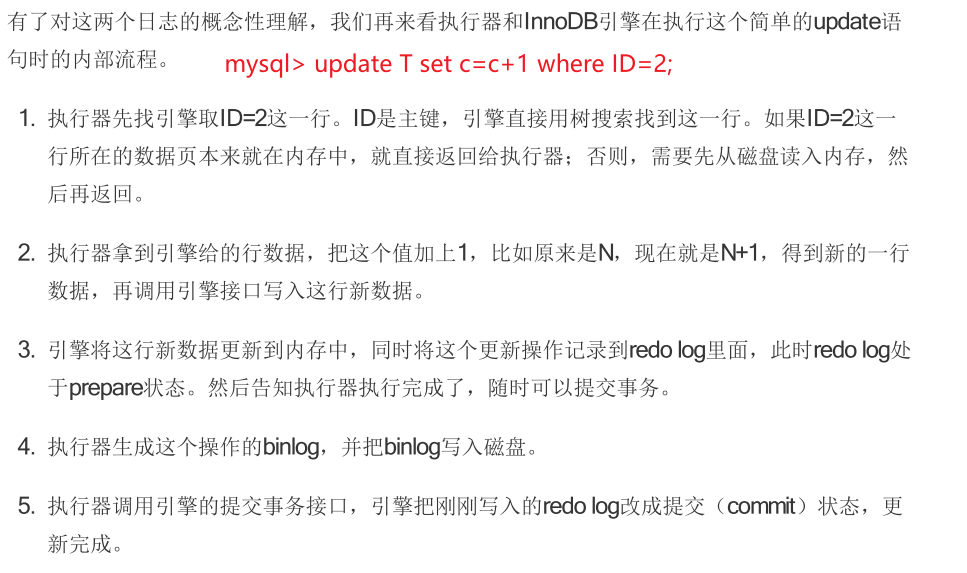 有了对这两个日志的概念性理解，我们再来看执行器和InnoDB引擎在执行这个简单的update语
句时的内部流程。
mysql> update T set c=c+1 where ID=2;
1. 执行器先找引擎取ID=2这一行。ID是主键，引擎直接用树搜索找到这一行。如果ID=2这一
行所在的数据页本来就在内存中，就直接返回给执行器；否则，需要先从磁盘读入内存，然
后再返回。
2. 执行器拿到引擎给的行数据，把这个值加上1，比如原来是N，现在就是N+1，得到新的一行
数据，再调用引擎接口写入这行新数据。
3. 引擎将这行新数据更新到内存中，同时将这个更新操作记录到redo log里面，此时redo log处
于prepare状态。然后告知执行器执行完成了，随时可以提交事务。
4. 执行器生成这个操作的binlog，并把binlog写入磁盘。
5. 执行器调用引擎的提交事务接口，引擎把刚刚写入的redo log改成提交（commit）状态，更
新完成。